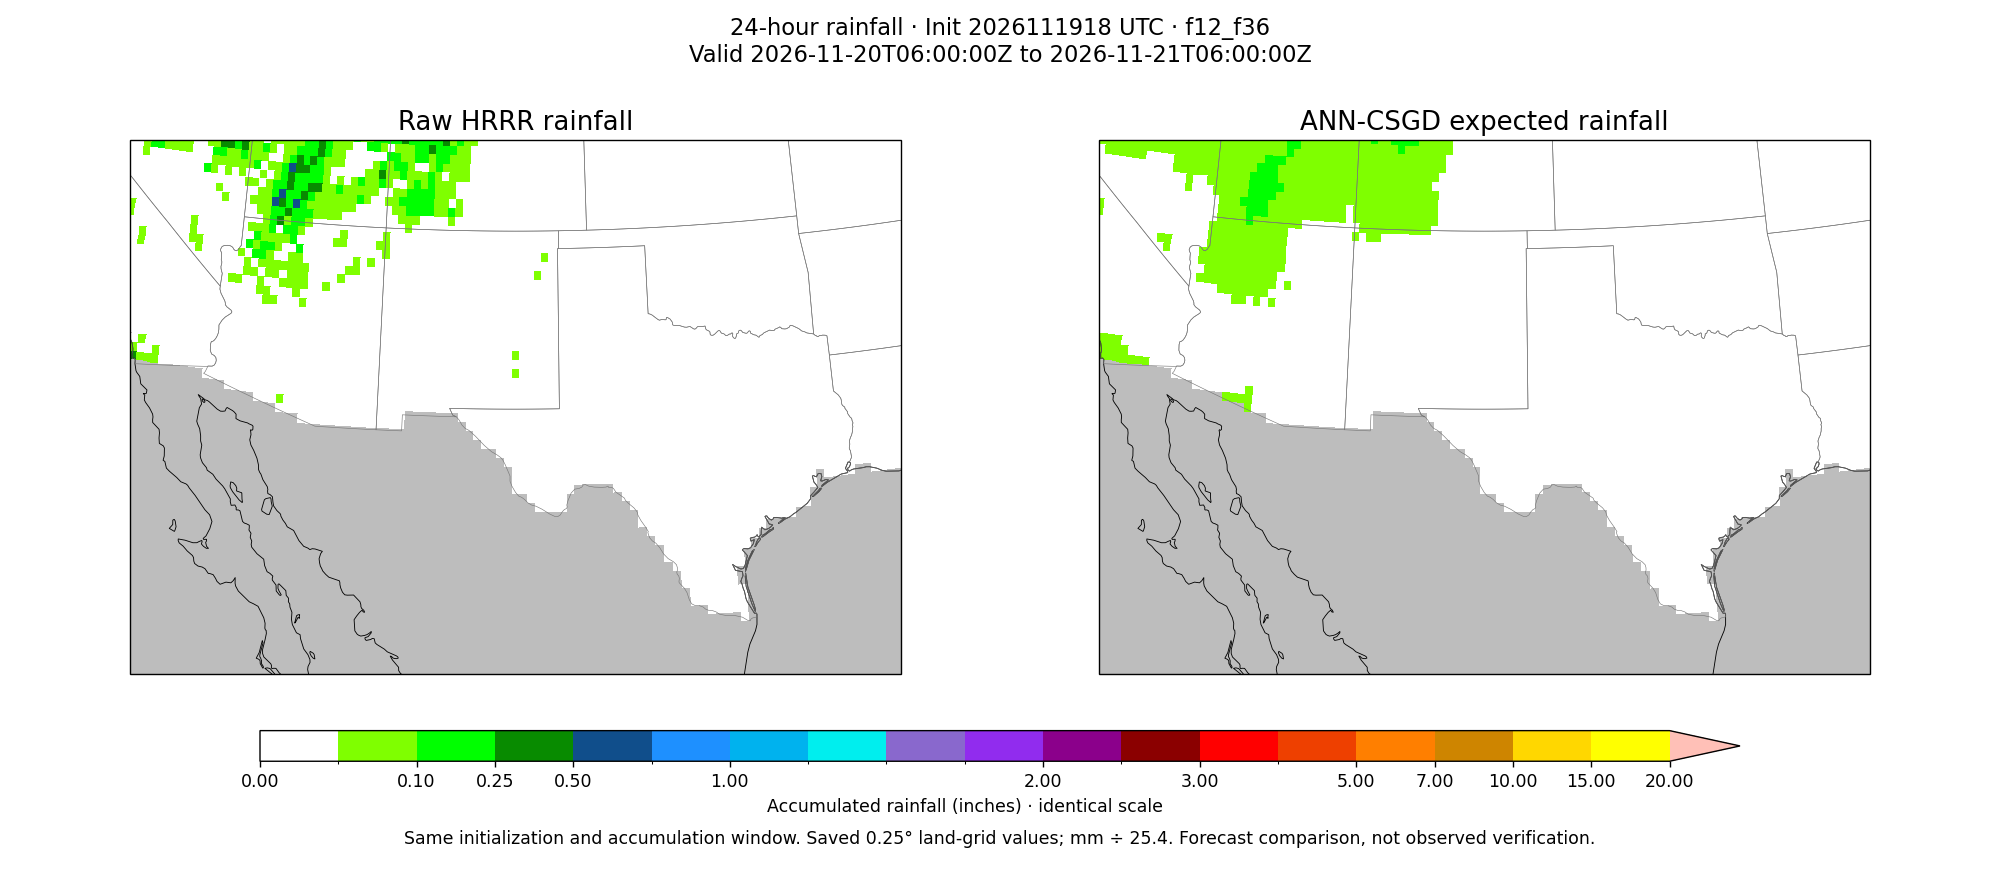 24-hour rainfall · Init 2026111918 UTC · f12_f36
Valid 2026-11-20T06:00:00Z to 2026-11-21T06:00:00Z
Raw HRRR rainfall
ANN-CSGD expected rainfall
0.00 0.10 0.25 0.50 1.00 2.00 3.00 5.00 7.00 10.00 15.00 20.00
Accumulated rainfall (inches) · identical scale
Same initialization and accumulation window. Saved 0.25° land-grid values; mm ÷ 25.4. Forecast comparison, not observed verification.